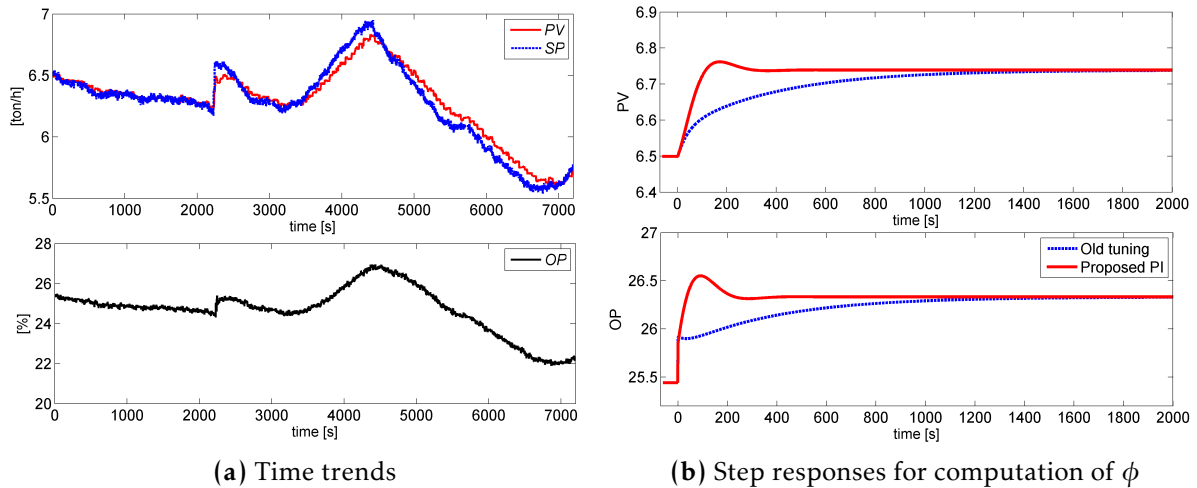 7
6.5
6
5.5
[ton/h]
PV
SP
0 1000 2000 3000 4000 5000 6000 7000
time [s]
28
26
24
22
20
[%]
OP
0 1000 2000 3000 4000 5000 6000 7000
time [s]
(a) Time trends
6.9
6.8
6.7
6.6
6.5
6.4
PV
0 200 400 600 800 1000 1200 1400 1600 1800 2000
time [s]
27
26.5
26
25.5
OP
Old tuning
Proposed PI
0 200 400 600 800 1000 1200 1400 1600 1800 2000
time [s]
(b) Step responses for computation of ϕ